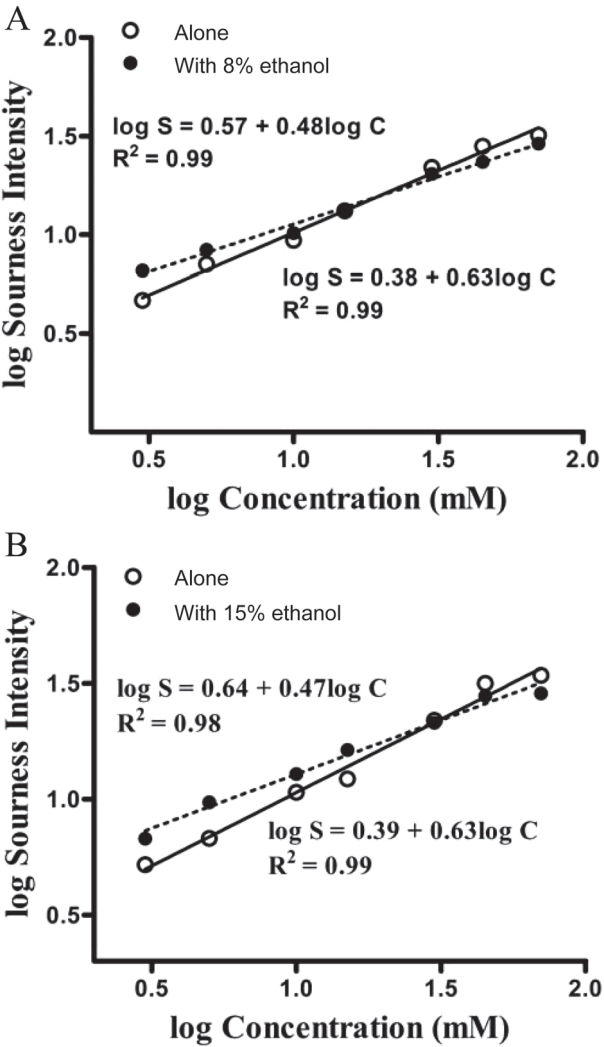 A
2.0
Alone
With 8% ethanol
log S = 0.57 + 0.48log C
R² = 0.99
1.5
1.0
log S = 0.38 + 0.63log C
R² = 0.99
0.5
log Sourness Intensity
0.5 1.0 1.5 2.0
log Concentration (mM)
B
2.0
Alone
With 15% ethanol
log S = 0.64 + 0.47log C
R² = 0.98
1.5
1.0
log S = 0.39 + 0.63log C
R² = 0.99
0.5
log Sourness Intensity
0.5 1.0 1.5 2.0
log Concentration (mM)